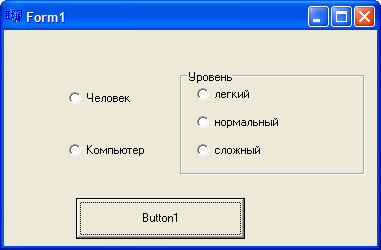 Form1
Уровень
Человек
легкий
нормальный
Компьютер
сложный
Button1